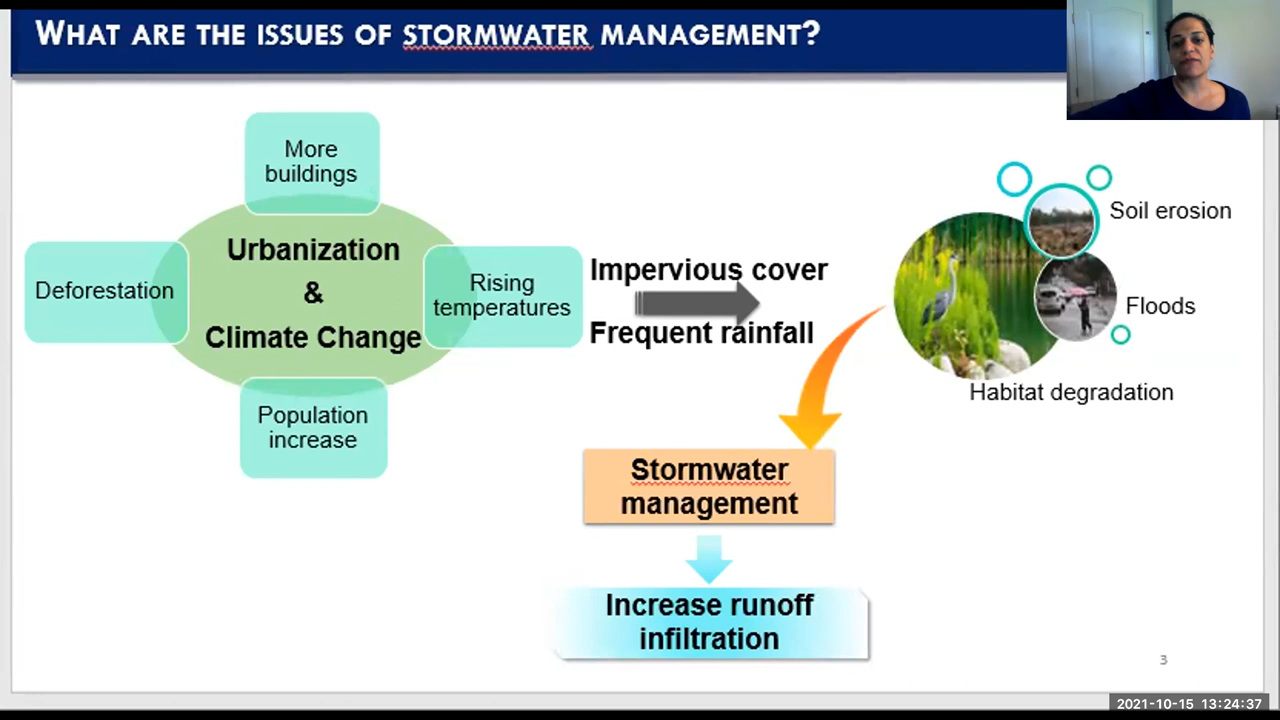 WHAT ARE THE ISSUES OF STORMWATER MANAGEMENT?
More
buildings
Deforestation
Urbanization
&
Climate Change
Rising
temperatures
Population
increase
Impervious cover
Frequent rainfall
Soil erosion
Floods
Habitat degradation
Stormwater
management
Increase runoff
infiltration
3
2021-10-15 13:24:37